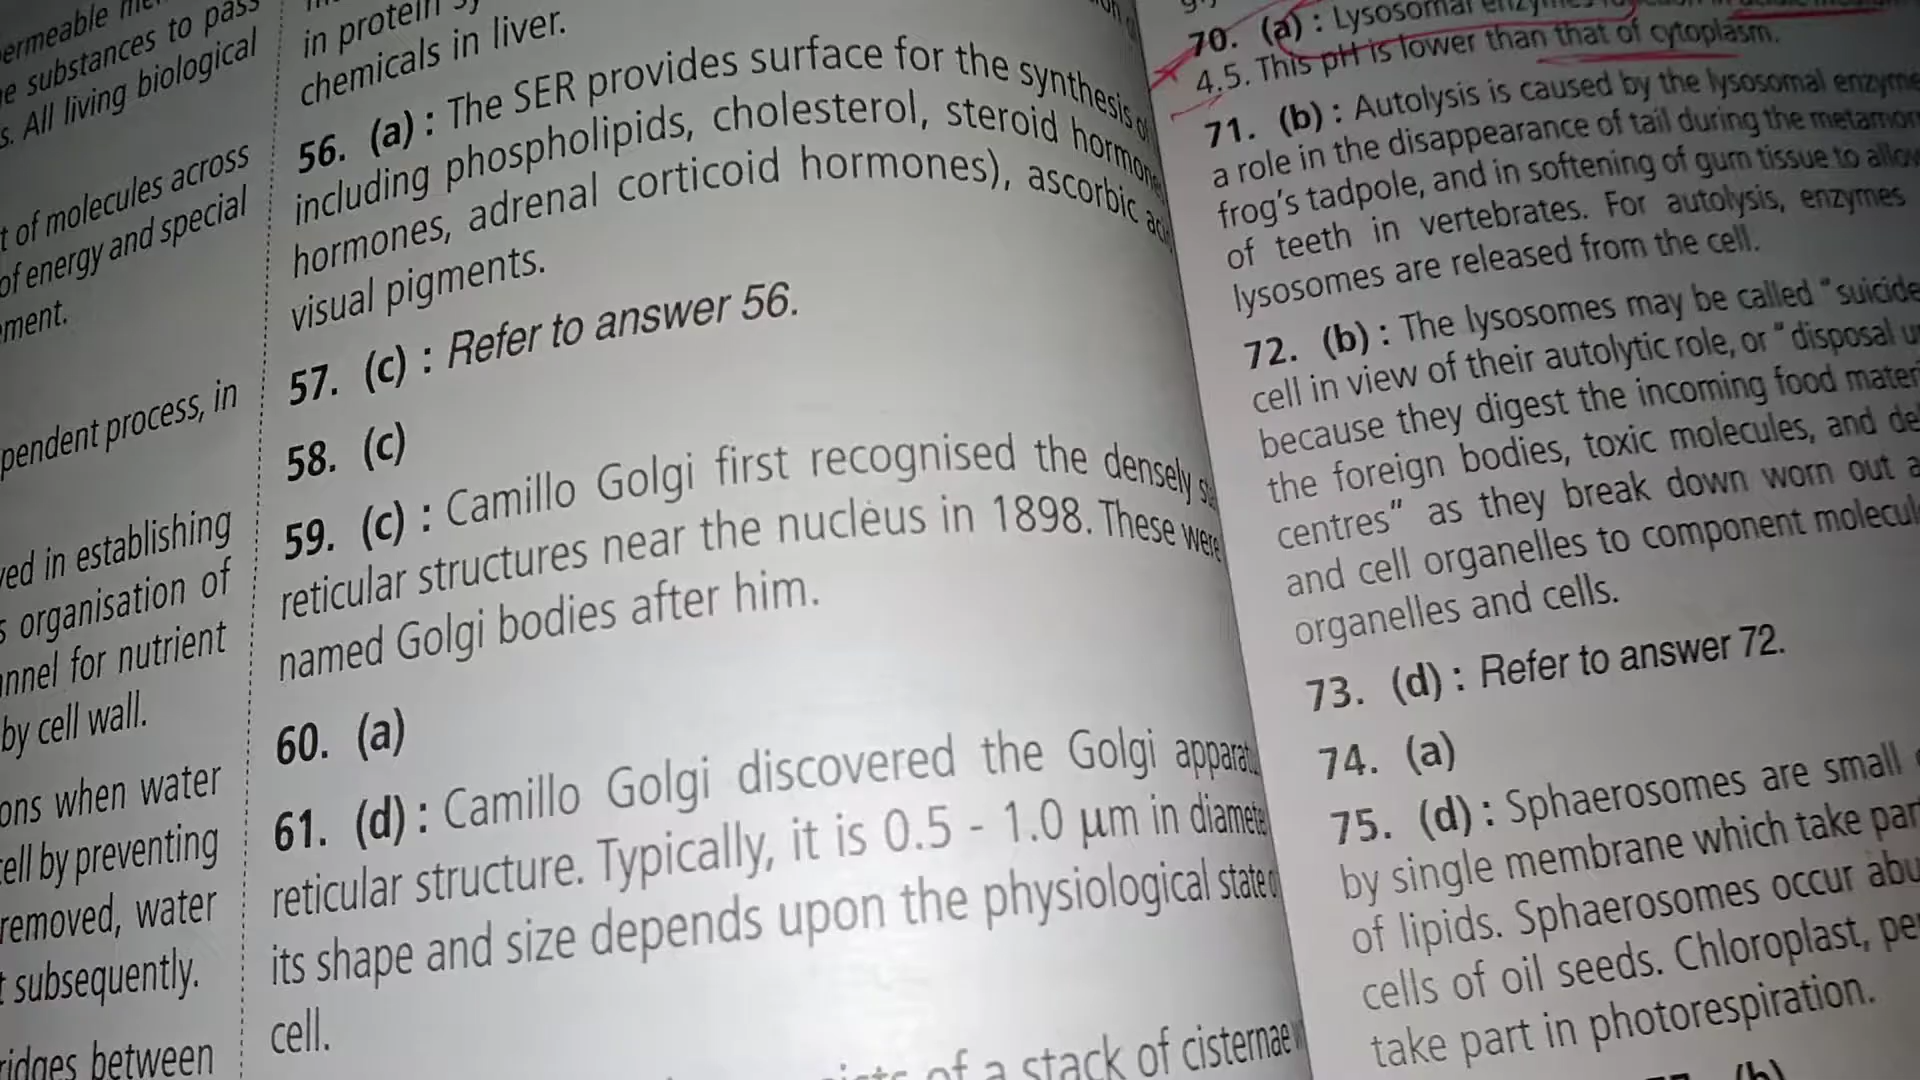 ermeable
e substances to pass
s. All living biological
t of molecules across
of energy and special
ment.
pendent process, in
ed in establishing
organisation of
nnel for nutrient
by cell wall.
ons when water
cell by preventing
removed, water
t subsequently.
ridges between
in protein
chemicals in liver.
56. (a) : The SER provides surface for the synthesis of
including phospholipids, cholesterol, steroid hormones
hormones, adrenal corticoid hormones), ascorbic aci
visual pigments.
57. (c) : Refer to answer 56.
58. (c)
59. (c) : Camillo Golgi first recognised the densely
reticular structures near the nucleus in 1898. These were
named Golgi bodies after him.
60. (a)
61. (d) : Camillo Golgi discovered the Golgi apparat
reticular structure. Typically, it is 0.5 - 1.0 μm in diamete
its shape and size depends upon the physiological state o
cell.
of a stack of cisternae
70. (a) : Lysosomal
4.5. This pH is lower than that of cytoplasm.
71. (b) : Autolysis is caused by the lysosomal enzyme
a role in the disappearance of tail during the metamor
frog's tadpole, and in softening of gum tissue to allow
of teeth in vertebrates. For autolysis, enzymes
lysosomes are released from the cell.
72. (b) : The lysosomes may be called "suicide
cell in view of their autolytic role, or "disposal u
because they digest the incoming food mater
the foreign bodies, toxic molecules, and de
centres" as they break down worn out a
and cell organelles to component molecul
organelles and cells.
73. (d) : Refer to answer 72.
74. (a)
75. (d) : Sphaerosomes are small
by single membrane which take par
of lipids. Sphaerosomes occur abu
cells of oil seeds. Chloroplast, pe
take part in photorespiration.
(b)